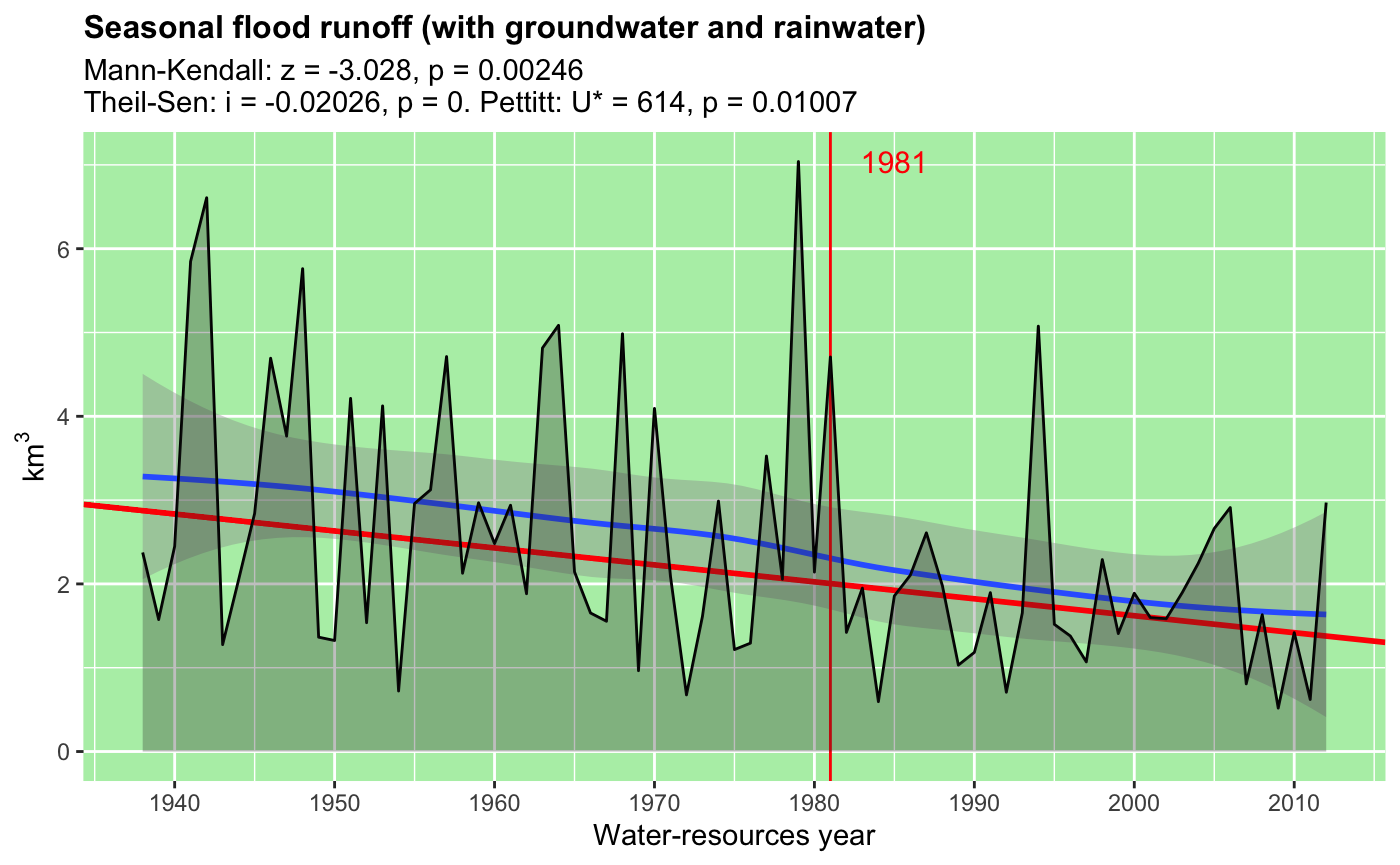 Seasonal flood runoff (with groundwater and rainwater)
Mann-Kendall: z = -3.028, p = 0.00246
Theil-Sen: i = -0.02026, p = 0. Pettitt: U* = 614, p = 0.01007
1981
6
4
2
0
km³
1940 1950 1960 1970 1980 1990 2000 2010
Water-resources year